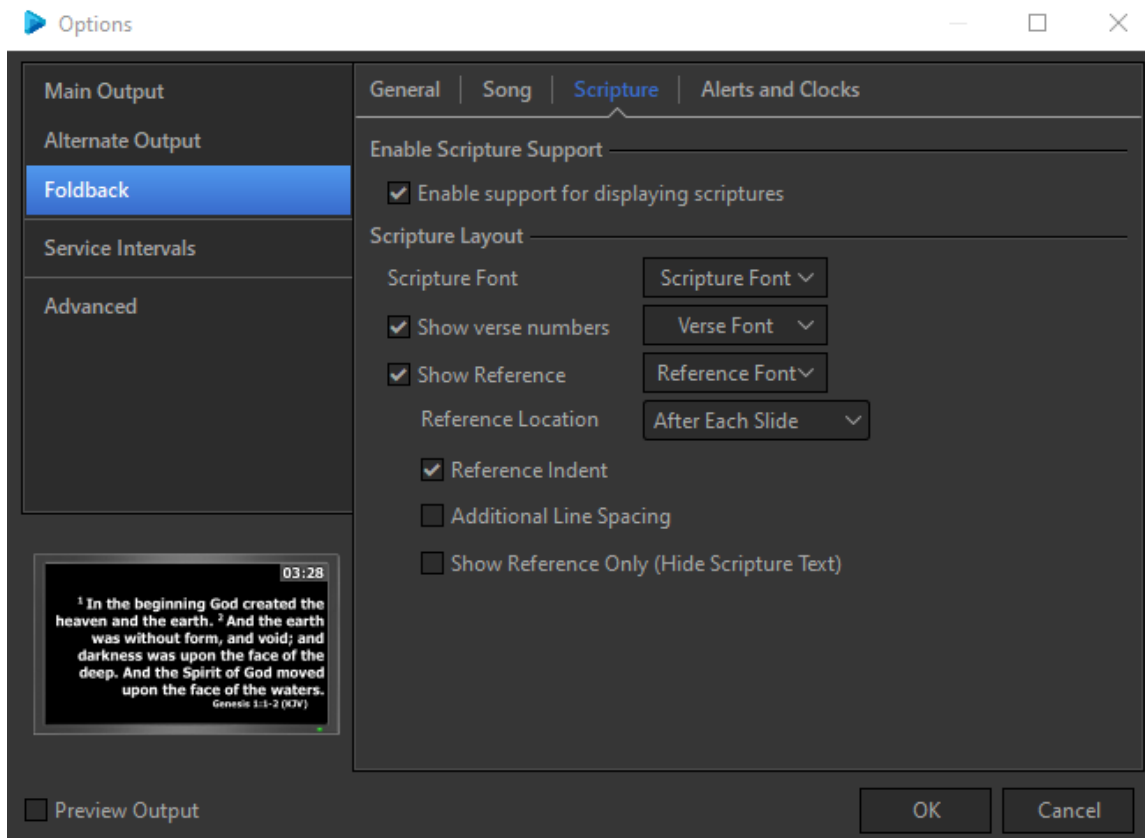 Options
Main Output
Alternate Output
Foldback
Service Intervals
Advanced
General
Song
Scripture
Alerts and Clocks
Enable Scripture Support
Enable support for displaying scriptures
Scripture Layout
Scripture Font
Scripture Font
Show verse numbers
Verse Font
Show Reference
Reference Font
Reference Location
After Each Slide
Reference Indent
Additional Line Spacing
Show Reference Only (Hide Scripture Text)
03:28
1 In the beginning God created the
heaven and the earth. 2 And the earth
was without form, and void; and
darkness was upon the face of the
deep. And the Spirit of God moved
upon the face of the waters.
Genesis 1:1-2 (KJV)
Preview Output
OK
Cancel